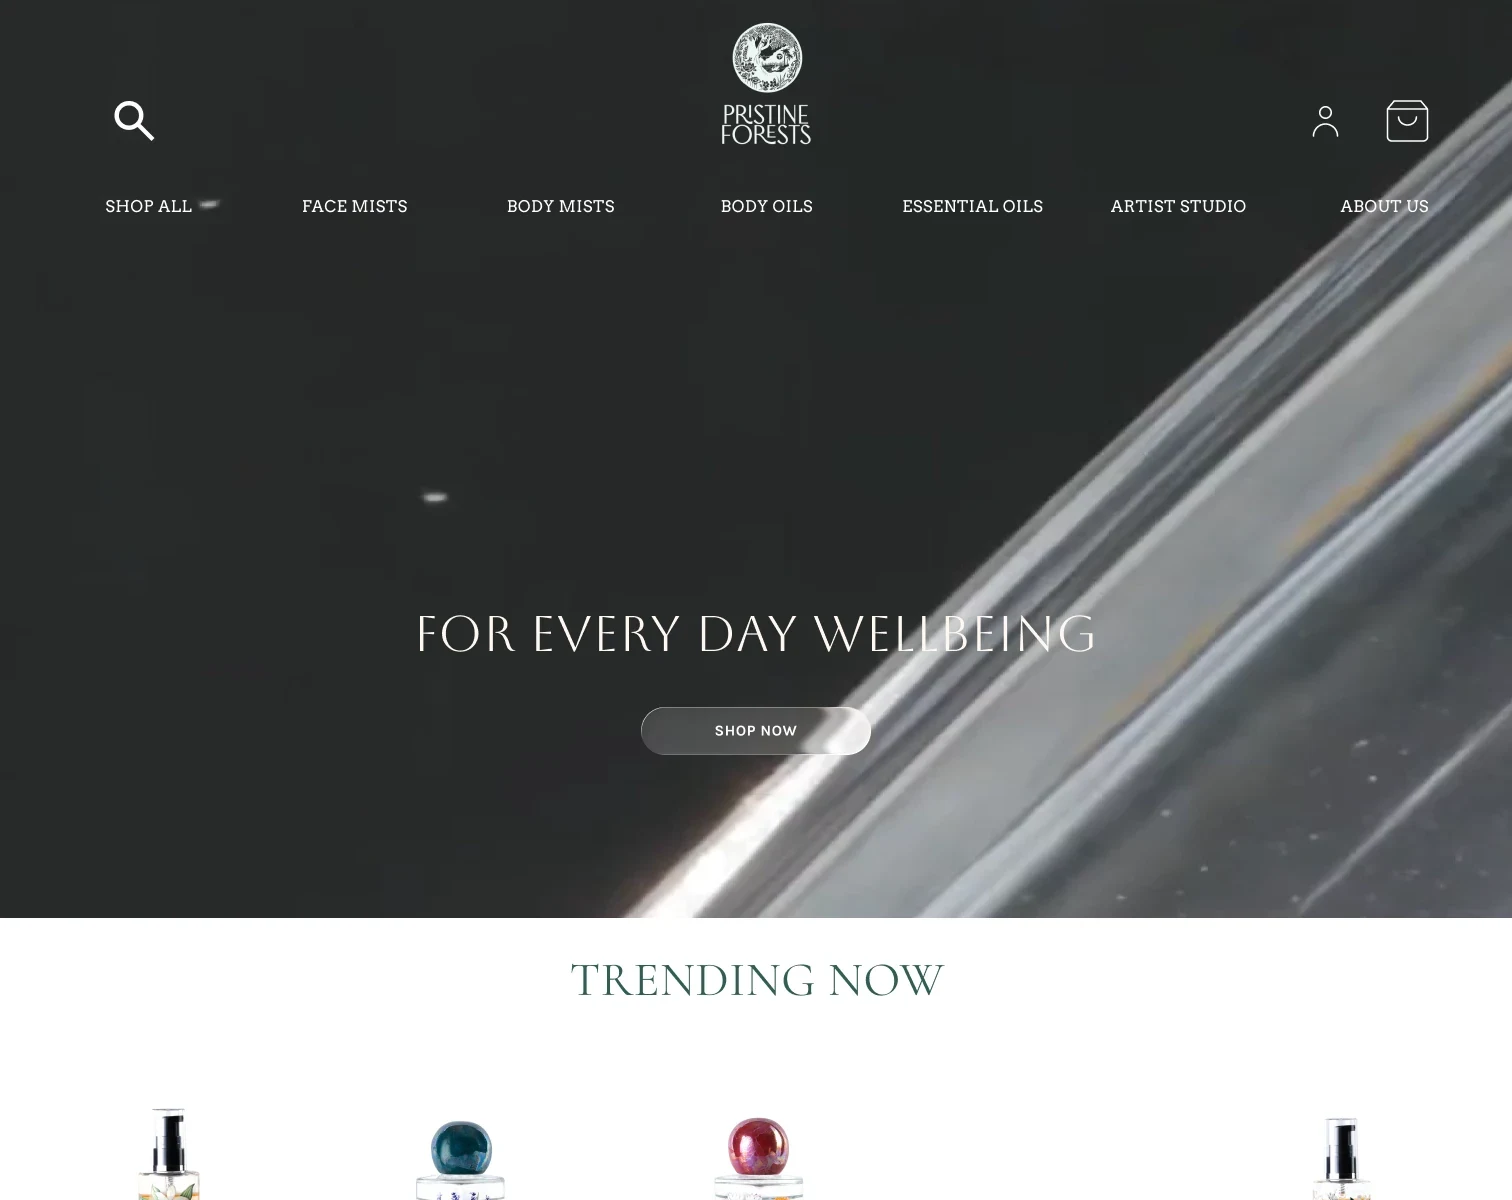 PRISTINE
FORESTS
SHOP ALL
FACE MISTS
BODY MISTS
BODY OILS
ESSENTIAL OILS
ARTIST STUDIO
ABOUT US
FOR EVERY DAY WELLBEING
SHOP NOW
TRENDING NOW